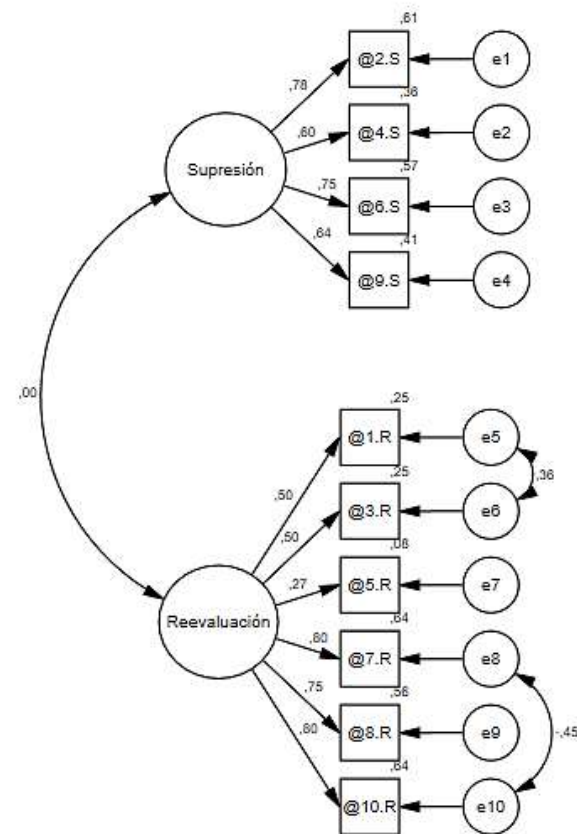 ,61
@2.S
e1
,78
,36
@4.S
e2
,60
Supresión
,57
@6.S
e3
,75
,64
,41
@9.S
e4
,00
,25
@1.R
e5
,25
,36
,50
@3.R
e6
,50
,08
,27
@5.R
e7
,64
Reevaluación
,80
@7.R
e8
,75
,56
@8.R
e9
-,45
,80
,64
@10.R
e10